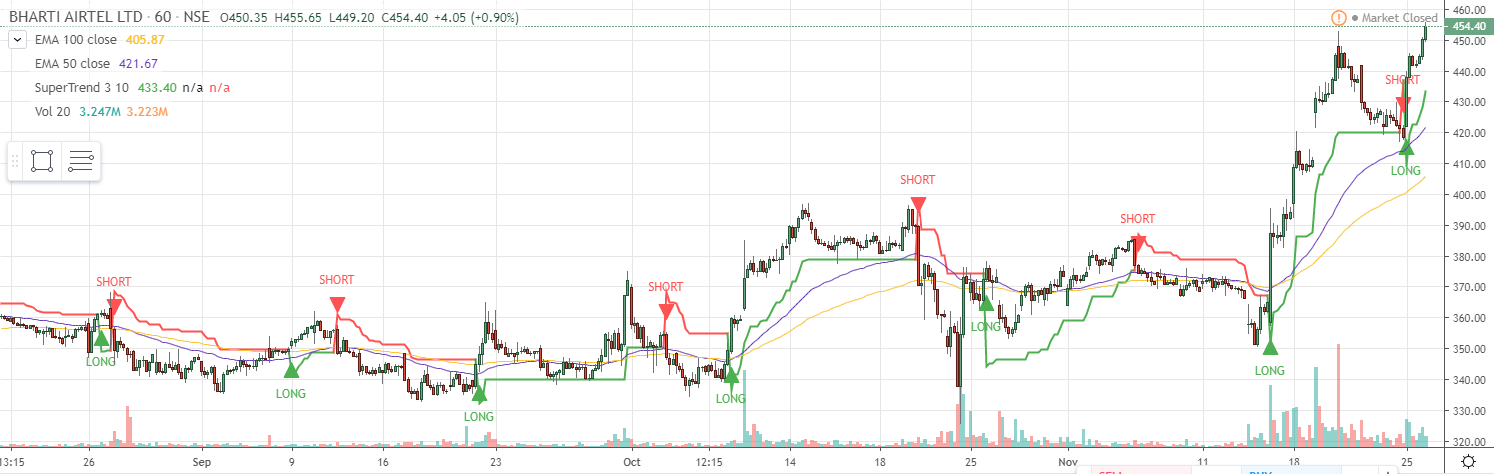 BHARTI AIRTEL LTD · 60 · NSE O450.35 H455.65 L449.20 C454.40 +4.05 (+0.90%)
Market Closed
EMA 100 close 405.87
EMA 50 close 421.67
SuperTrend 3 10 433.40 n/a n/a
Vol 20 3.247M 3.223M
460.00
454.40
450.00
440.00
430.00
420.00
410.00
400.00
390.00
380.00
370.00
360.00
350.00
340.00
330.00
320.00
SHORT
LONG
LONG
SHORT
LONG
SHORT
LONG
SHORT
LONG
SHORT
LONG
SHORT
LONG
13:15 26 Sep 9 16 23 Oct 12:15 14 18 25 Nov 11 18 25
SELL BUY